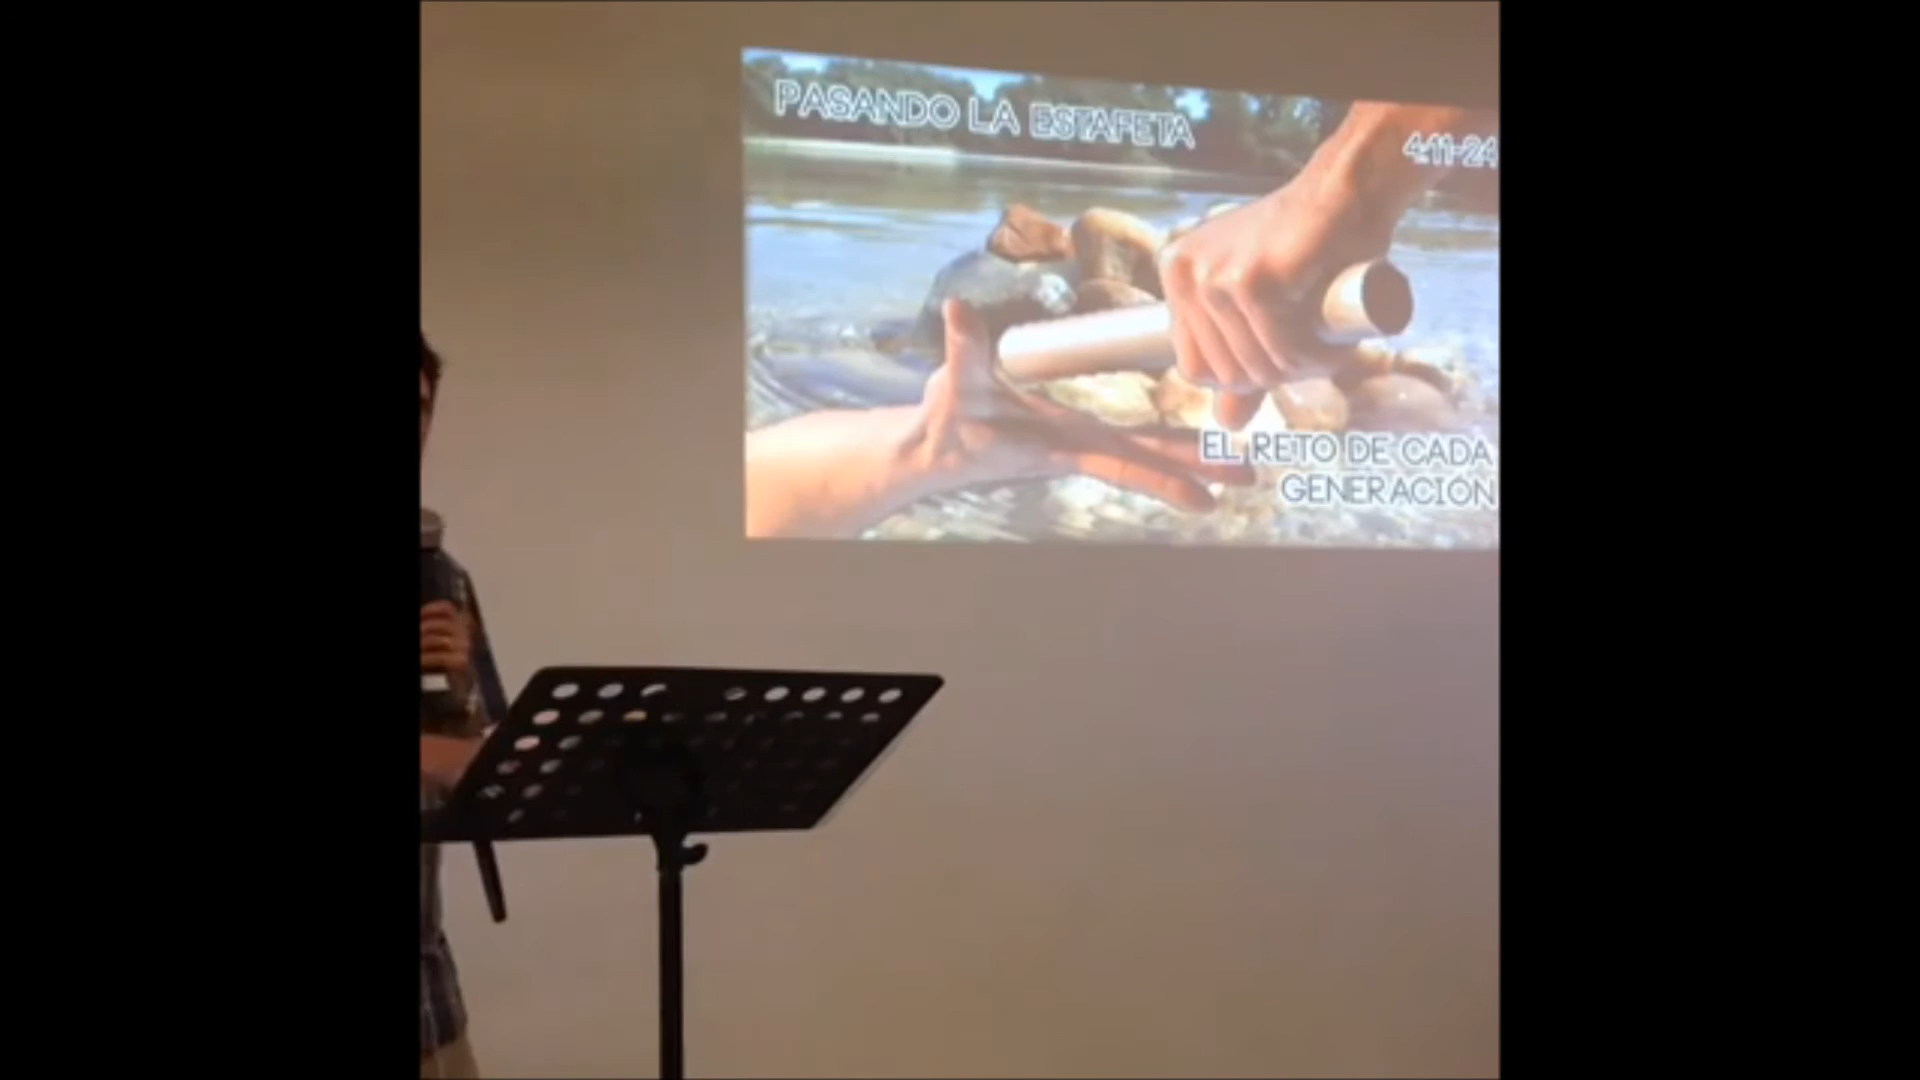 PASANDO LA ESTAFETA
4:11-24
EL RETO DE CADA
GENERACIÓN